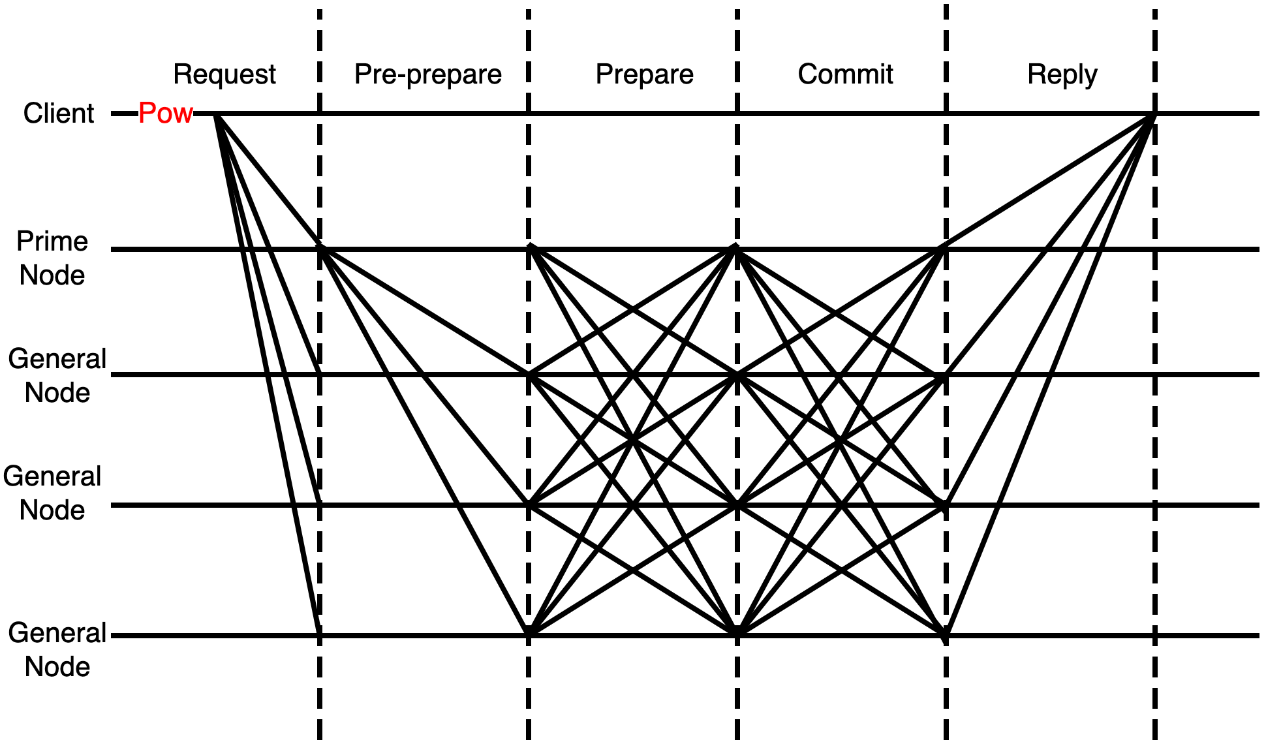 Request
Pre-prepare
Prepare
Commit
Reply
Client
Pow
Prime
Node
General
Node
General
Node
General
Node